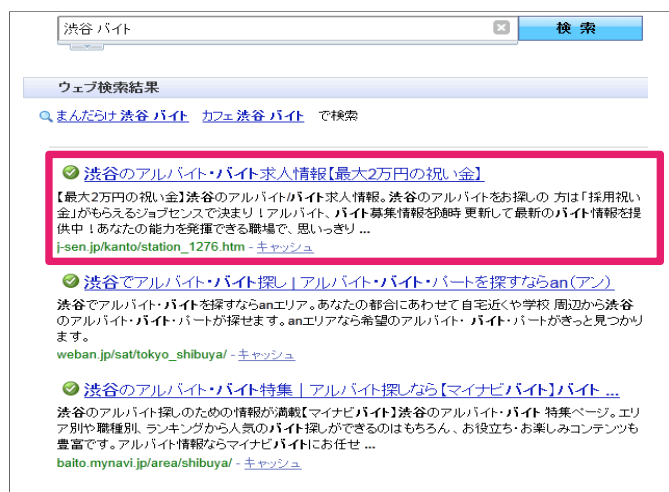 渋谷 バイト
検 索
ウェブ検索結果
まんだらけ 渋谷 バイト カフェ 渋谷 バイト で検索
渋谷のアルバイト・バイト求人情報【最大2万円の祝い金】
【最大2万円の祝い金】渋谷のアルバイト/バイト求人情報。渋谷のアルバイトをお探しの 方は「採用祝い
金」がもらえるジョブセンスで決まり！アルバイト、バイト募集情報を随時 更新して最新のバイト情報を提
供中！あなたの能力を発揮できる職場で、思いっきり ...
j-sen.jp/kanto/station_1276.htm - キャッシュ
渋谷でアルバイト・バイト探し | アルバイト・バイト・パートを探すならan（アン）
渋谷でアルバイト・バイトを探すならanエリア。あなたの都合にあわせて自宅近くや学校 周辺から渋谷
のアルバイト・バイト・パートが探せます。anエリアなら希望のアルバイト・ バイト・パートがきっと見つかり
ます。
weban.jp/sat/tokyo_shibuya/ - キャッシュ
渋谷のアルバイト・バイト特集｜アルバイト探しなら【マイナビバイト】バイト ...
渋谷のアルバイト探しのための情報が満載【マイナビバイト】渋谷のアルバイト・バイト 特集ページ。エリ
ア別や職種別、ランキングから人気のバイト探しができるのはもちろん、お役立ち・お楽しみコンテンツも
豊富です。アルバイト情報ならマイナビバイトにお任せ ...
baito.mynavi.jp/area/shibuya/ - キャッシュ